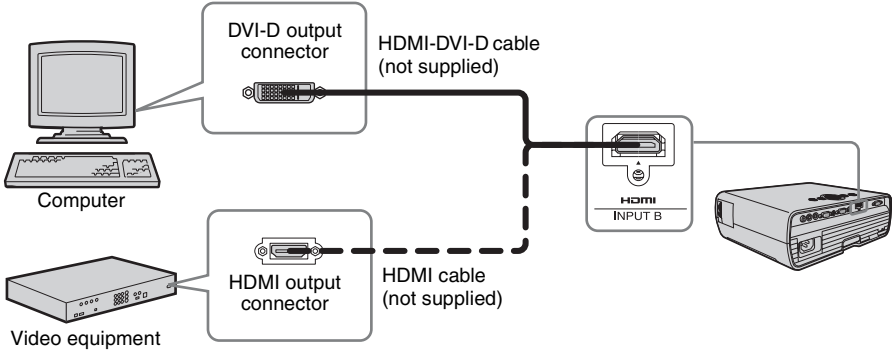 DVI-D output
connector
HDMI-DVI-D cable
(not supplied)
Computer
HDMI
INPUT B
HDMI output
connector
HDMI cable
(not supplied)
Video equipment